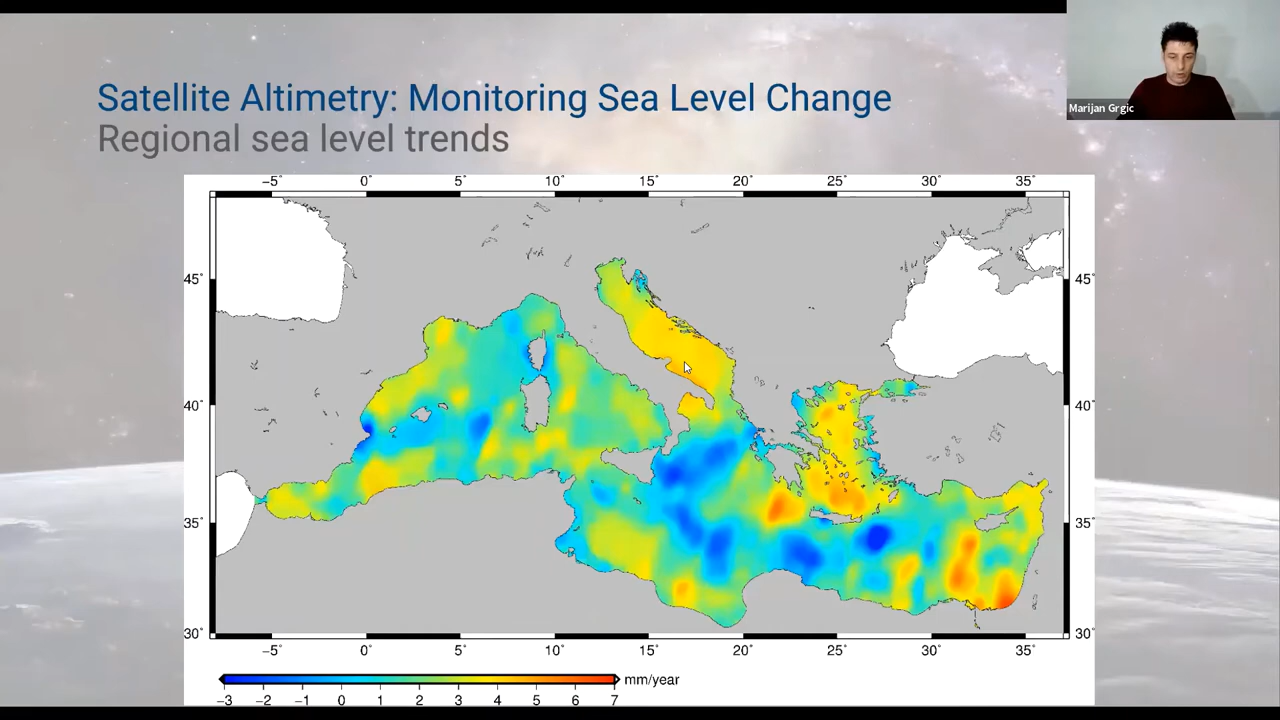 Marijan Grgic
Satellite Altimetry: Monitoring Sea Level Change
Regional sea level trends
−5° 0° 5° 10° 15° 20° 25° 30° 35°
45° 45°
40° 40°
35° 35°
30° 30°
−5° 0° 5° 10° 15° 20° 25° 30° 35°
mm/year
−3 −2 −1 0 1 2 3 4 5 6 7